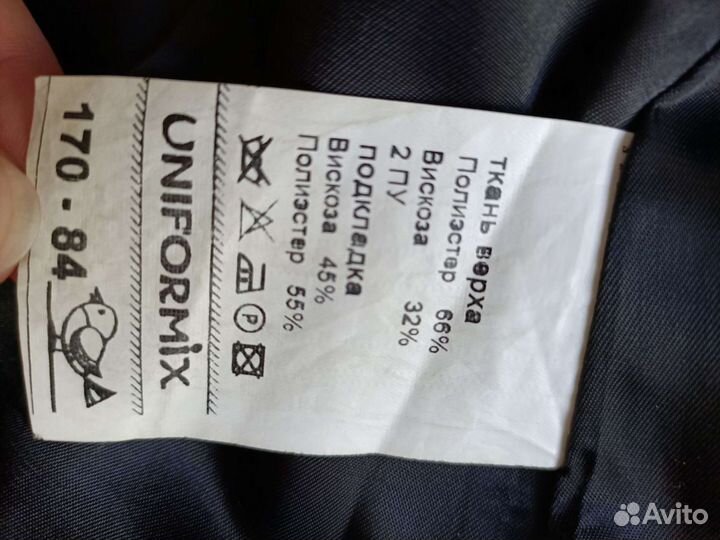 ткань верха
Полиэстер 66%
Вискоза 32%
2 ПУ
подкладка
Вискоза 45%
Полиэстер 55%
P
UNIFORMIX
170-84
Avito